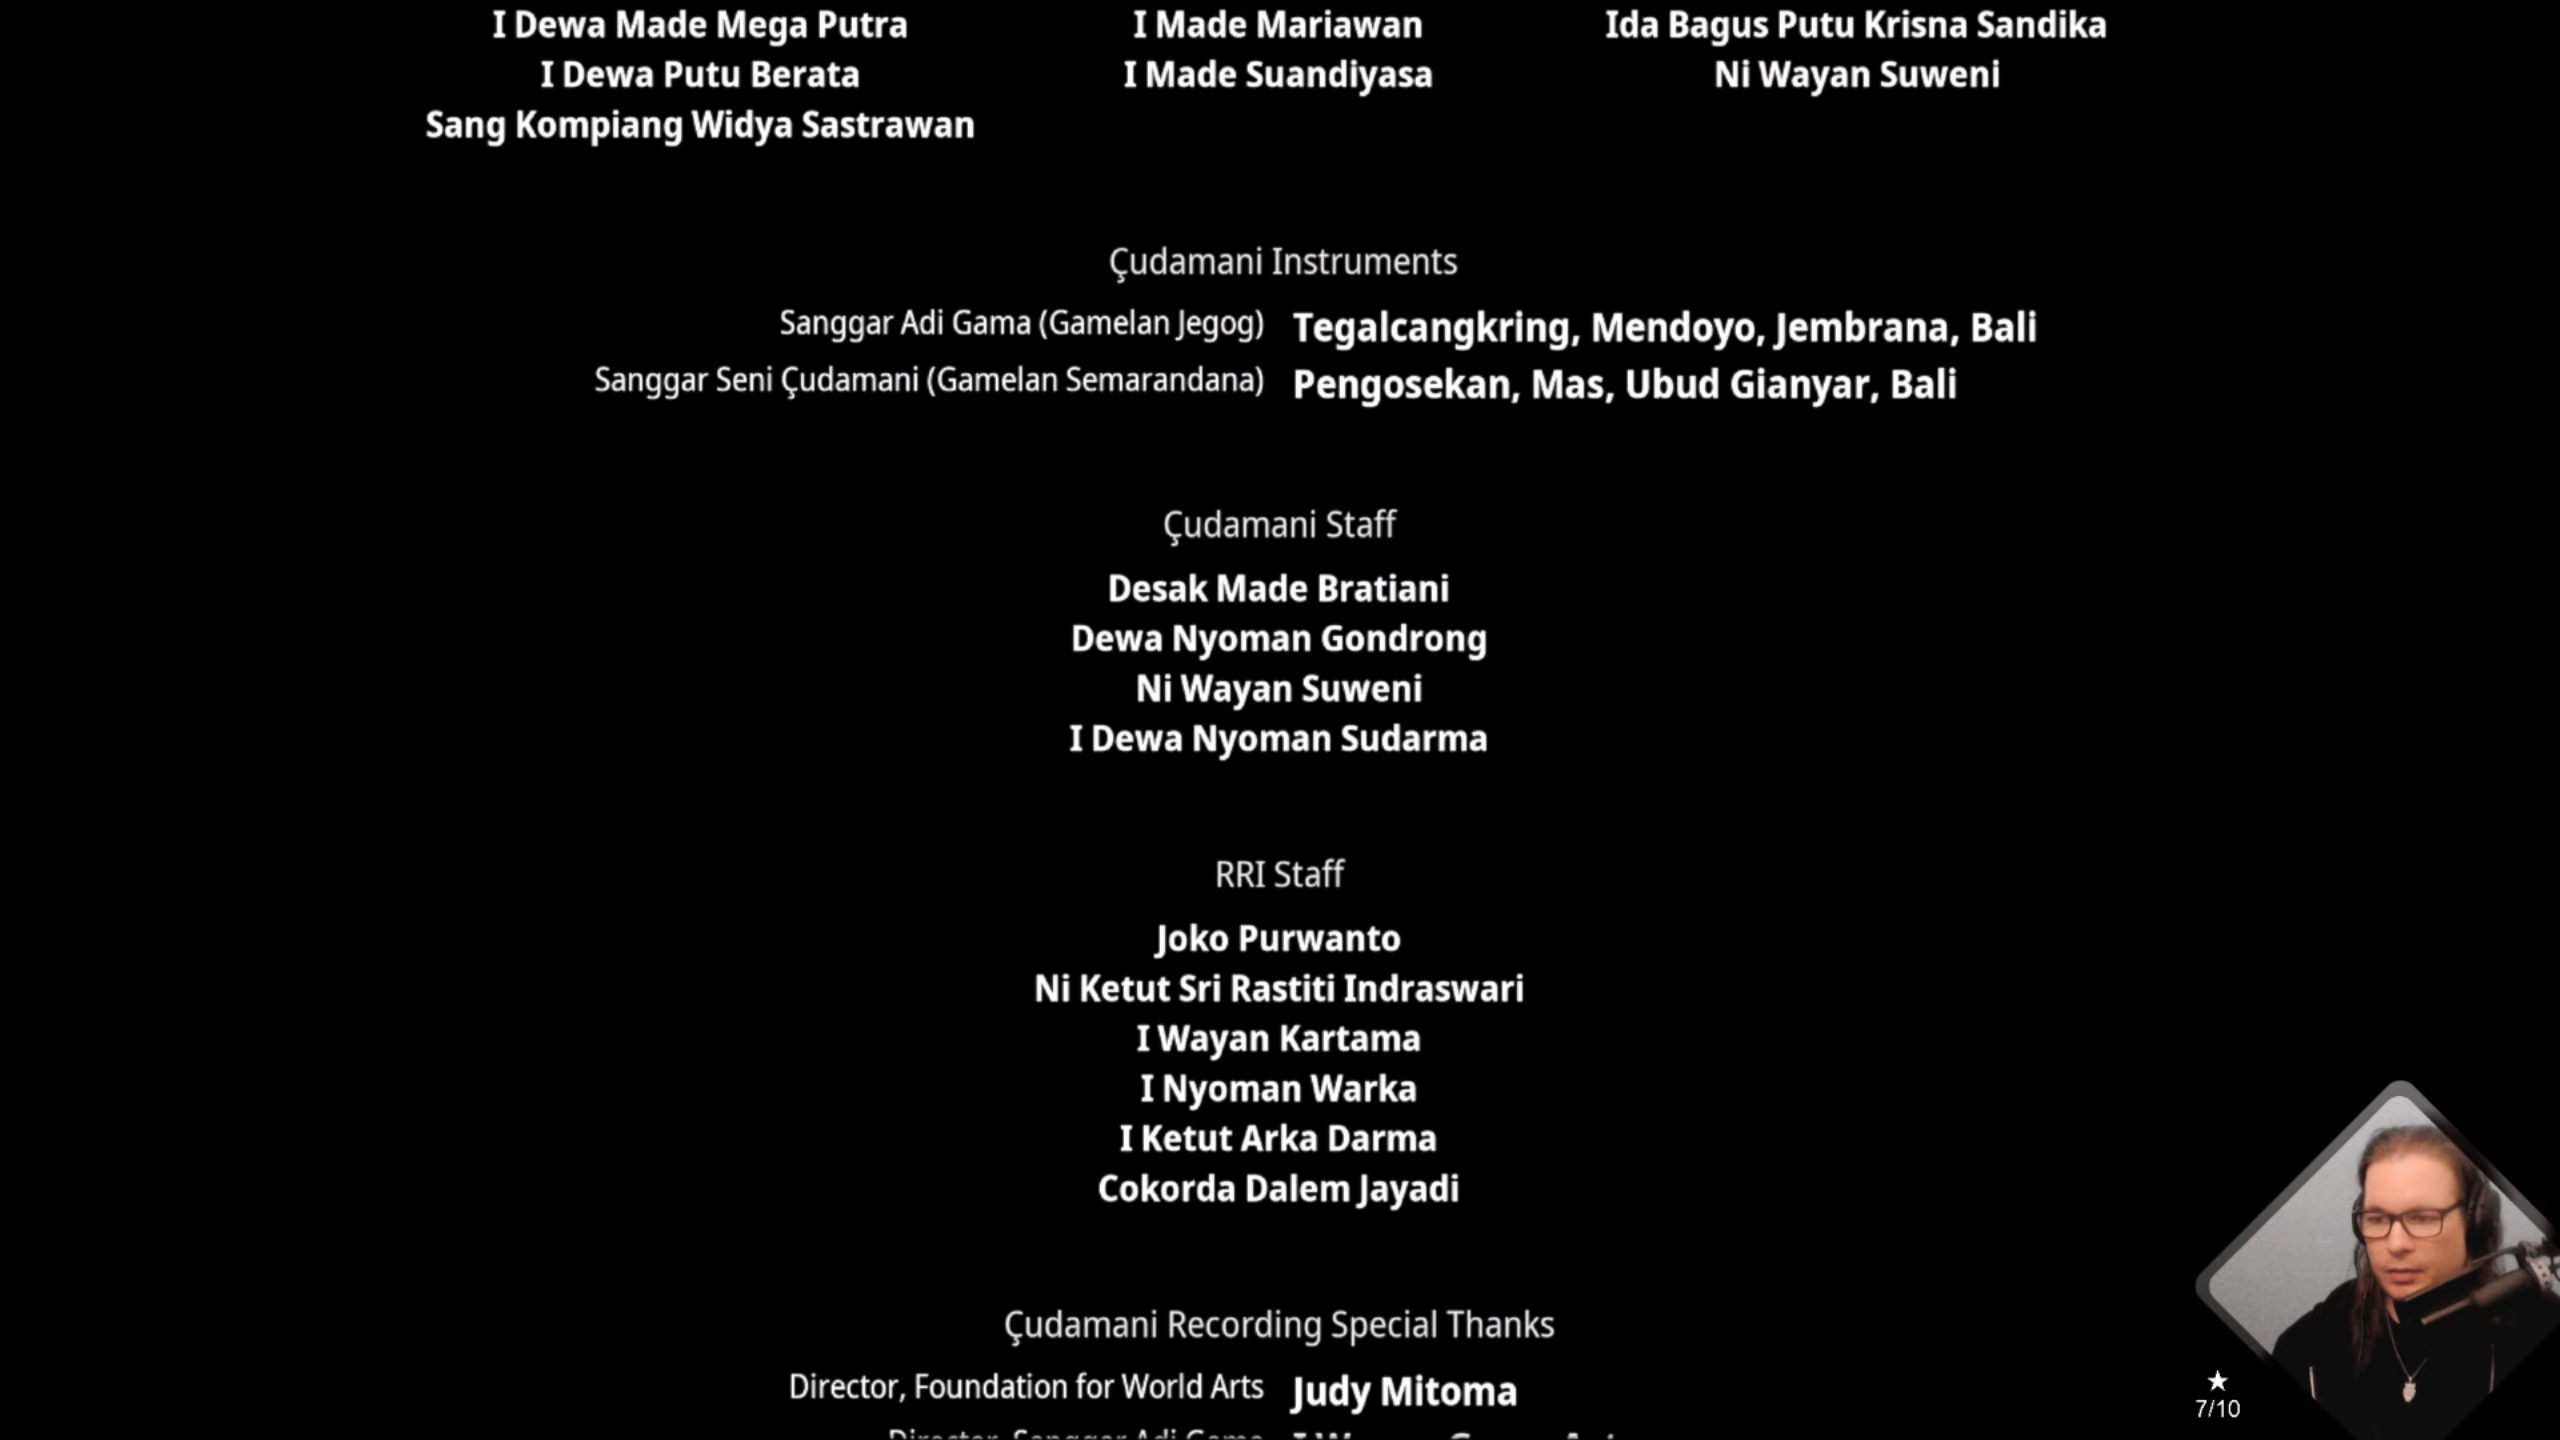 I Dewa Made Mega Putra I Made Mariawan Ida Bagus Putu Krisna Sandika
I Dewa Putu Berata I Made Suandiyasa Ni Wayan Suweni
Sang Kompiang Widya Sastrawan
Çudamani Instruments
Sanggar Adi Gama (Gamelan Jegog) Tegalcangkring, Mendoyo, Jembrana, Bali
Sanggar Seni Çudamani (Gamelan Semarandana) Pengosekan, Mas, Ubud Gianyar, Bali
Çudamani Staff
Desak Made Bratiani
Dewa Nyoman Gondrong
Ni Wayan Suweni
I Dewa Nyoman Sudarma
RRI Staff
Joko Purwanto
Ni Ketut Sri Rastiti Indraswari
I Wayan Kartama
I Nyoman Warka
I Ketut Arka Darma
Cokorda Dalem Jayadi
Çudamani Recording Special Thanks
Director, Foundation for World Arts Judy Mitoma
Director, Sanggar Adi Gama
7/10